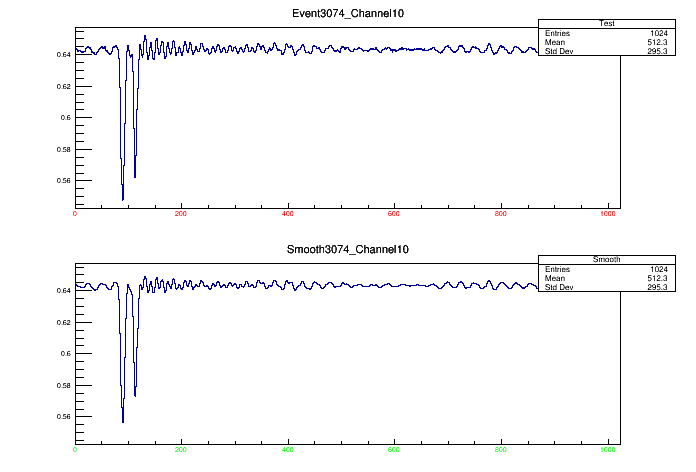 Event3074_Channel10
Test
Entries 1024
Mean 512.3
Std Dev 295.3
0.64
0.62
0.6
0.58
0.56
0 200 400 600 800 1000
Smooth3074_Channel10
Smooth
Entries 1024
Mean 512.3
Std Dev 295.3
0.64
0.62
0.6
0.58
0.56
0 200 400 600 800 1000